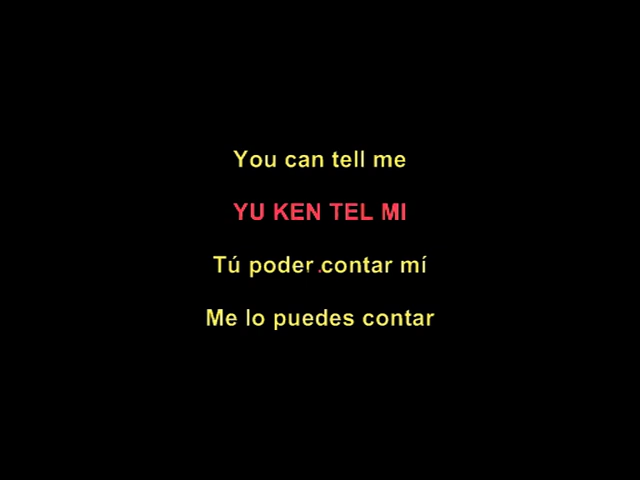 You can tell me
YU KEN TEL MI
Tú poder contar mí
Me lo puedes contar